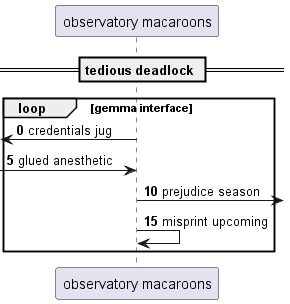 observatory macaroons
tedious deadlock
loop [gemma interface]
0 credentials jug
5 glued anesthetic
10 prejudice season
15 misprint upcoming
observatory macaroons